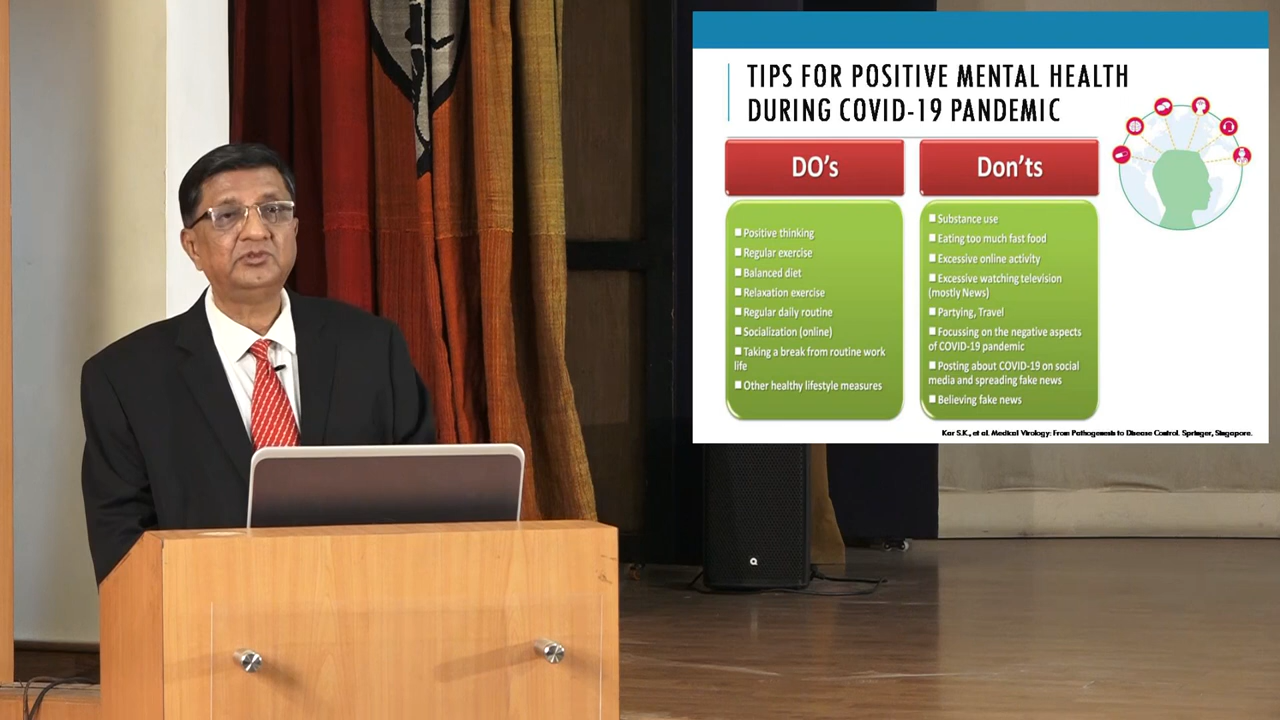 TIPS FOR POSITIVE MENTAL HEALTH
DURING COVID-19 PANDEMIC
DO's
Positive thinking
Regular exercise
Balanced diet
Relaxation exercise
Regular daily routine
Socialization (online)
Taking a break from routine work
life
Other healthy lifestyle measures
Don'ts
Substance use
Eating too much fast food
Excessive online activity
Excessive watching television
(mostly News)
Partying, Travel
Focussing on the negative aspects
of COVID-19 pandemic
Posting about COVID-19 on social
media and spreading fake news
Believing fake news
Kar S.K., et al. Medical Virology: From Pathogenesis to Disease Control. Springer, Singapore.